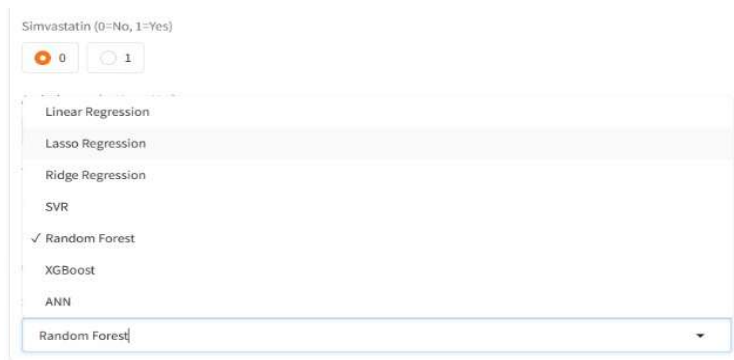 Simvastatin (0=No, 1=Yes)
0 1
Linear Regression
Lasso Regression
Ridge Regression
SVR
✓ Random Forest
XGBoost
ANN
Random Forest